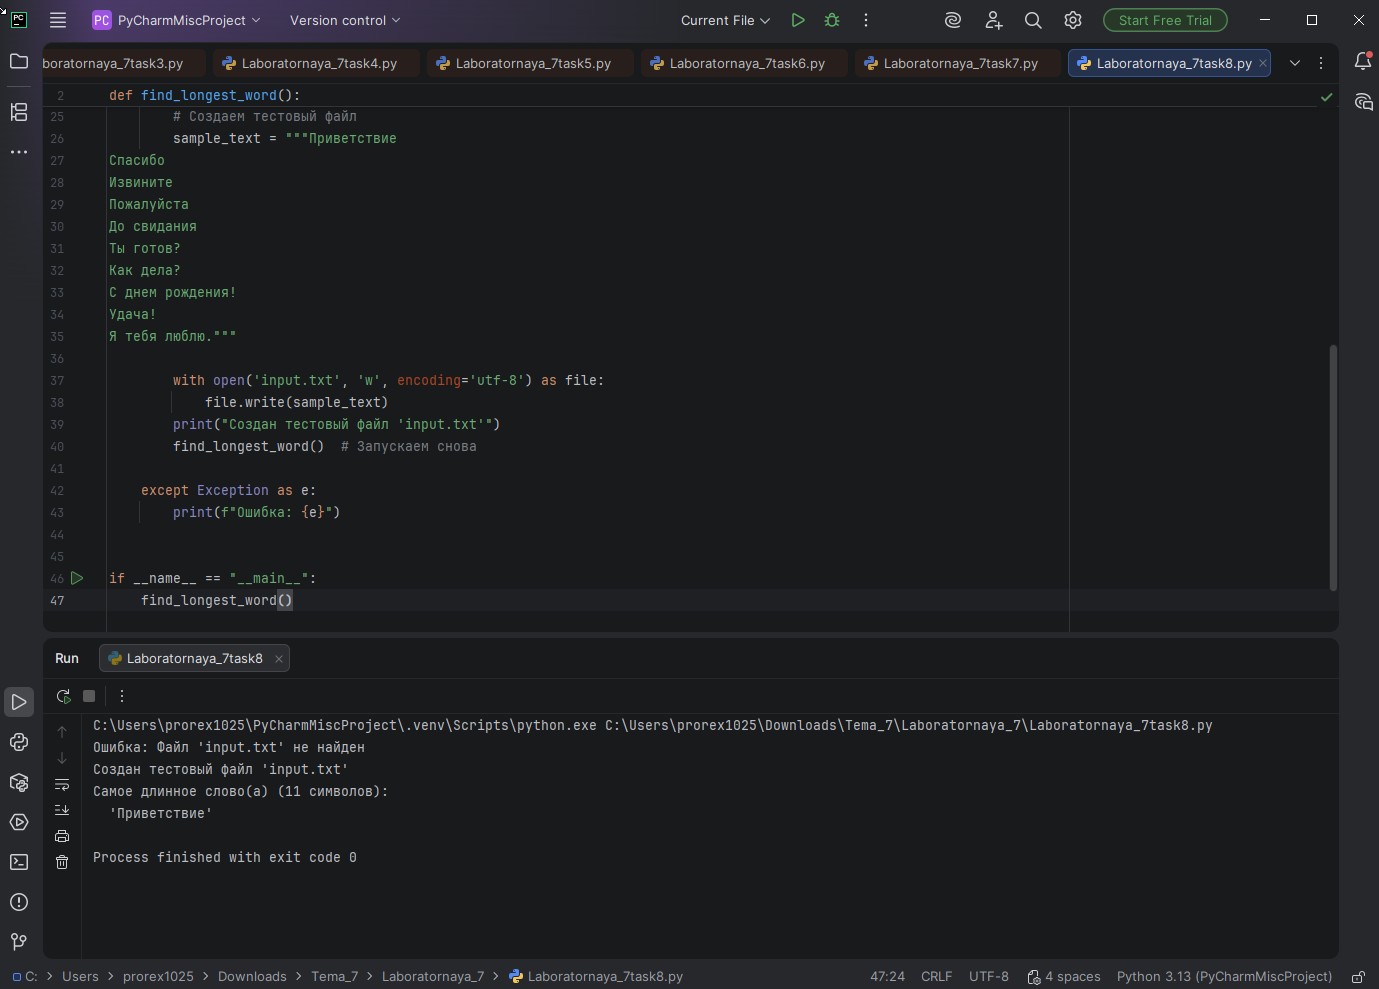 PC PyCharmMiscProject Version control Current File Start Free Trial
boratornaya_7task3.py Laboratornaya_7task4.py Laboratornaya_7task5.py Laboratornaya_7task6.py Laboratornaya_7task7.py Laboratornaya_7task8.py
2 def find_longest_word():
25 # Создаем тестовый файл
26 sample_text = """Приветствие
27 Спасибо
28 Извините
29 Пожалуйста
30 До свидания
31 Ты готов?
32 Как дела?
33 С днем рождения!
34 Удача!
35 Я тебя люблю."""
36
37 with open('input.txt', 'w', encoding='utf-8') as file:
38 file.write(sample_text)
39 print("Создан тестовый файл 'input.txt'")
40 find_longest_word() # Запускаем снова
41
42 except Exception as e:
43 print(f"Ошибка: {e}")
44
45
46 if __name__ == "__main__":
47 find_longest_word()
Run Laboratornaya_7task8
C:\Users\prorex1025\PyCharmMiscProject\.venv\Scripts\python.exe C:\Users\prorex1025\Downloads\Tema_7\Laboratornaya_7\Laboratornaya_7task8.py
Ошибка: Файл 'input.txt' не найден
Создан тестовый файл 'input.txt'
Самое длинное слово(а) (11 символов):
'Приветствие'
Process finished with exit code 0
C: > Users > prorex1025 > Downloads > Tema_7 > Laboratornaya_7 > Laboratornaya_7task8.py 47:24 CRLF UTF-8 4 spaces Python 3.13 (PyCharmMiscProject)